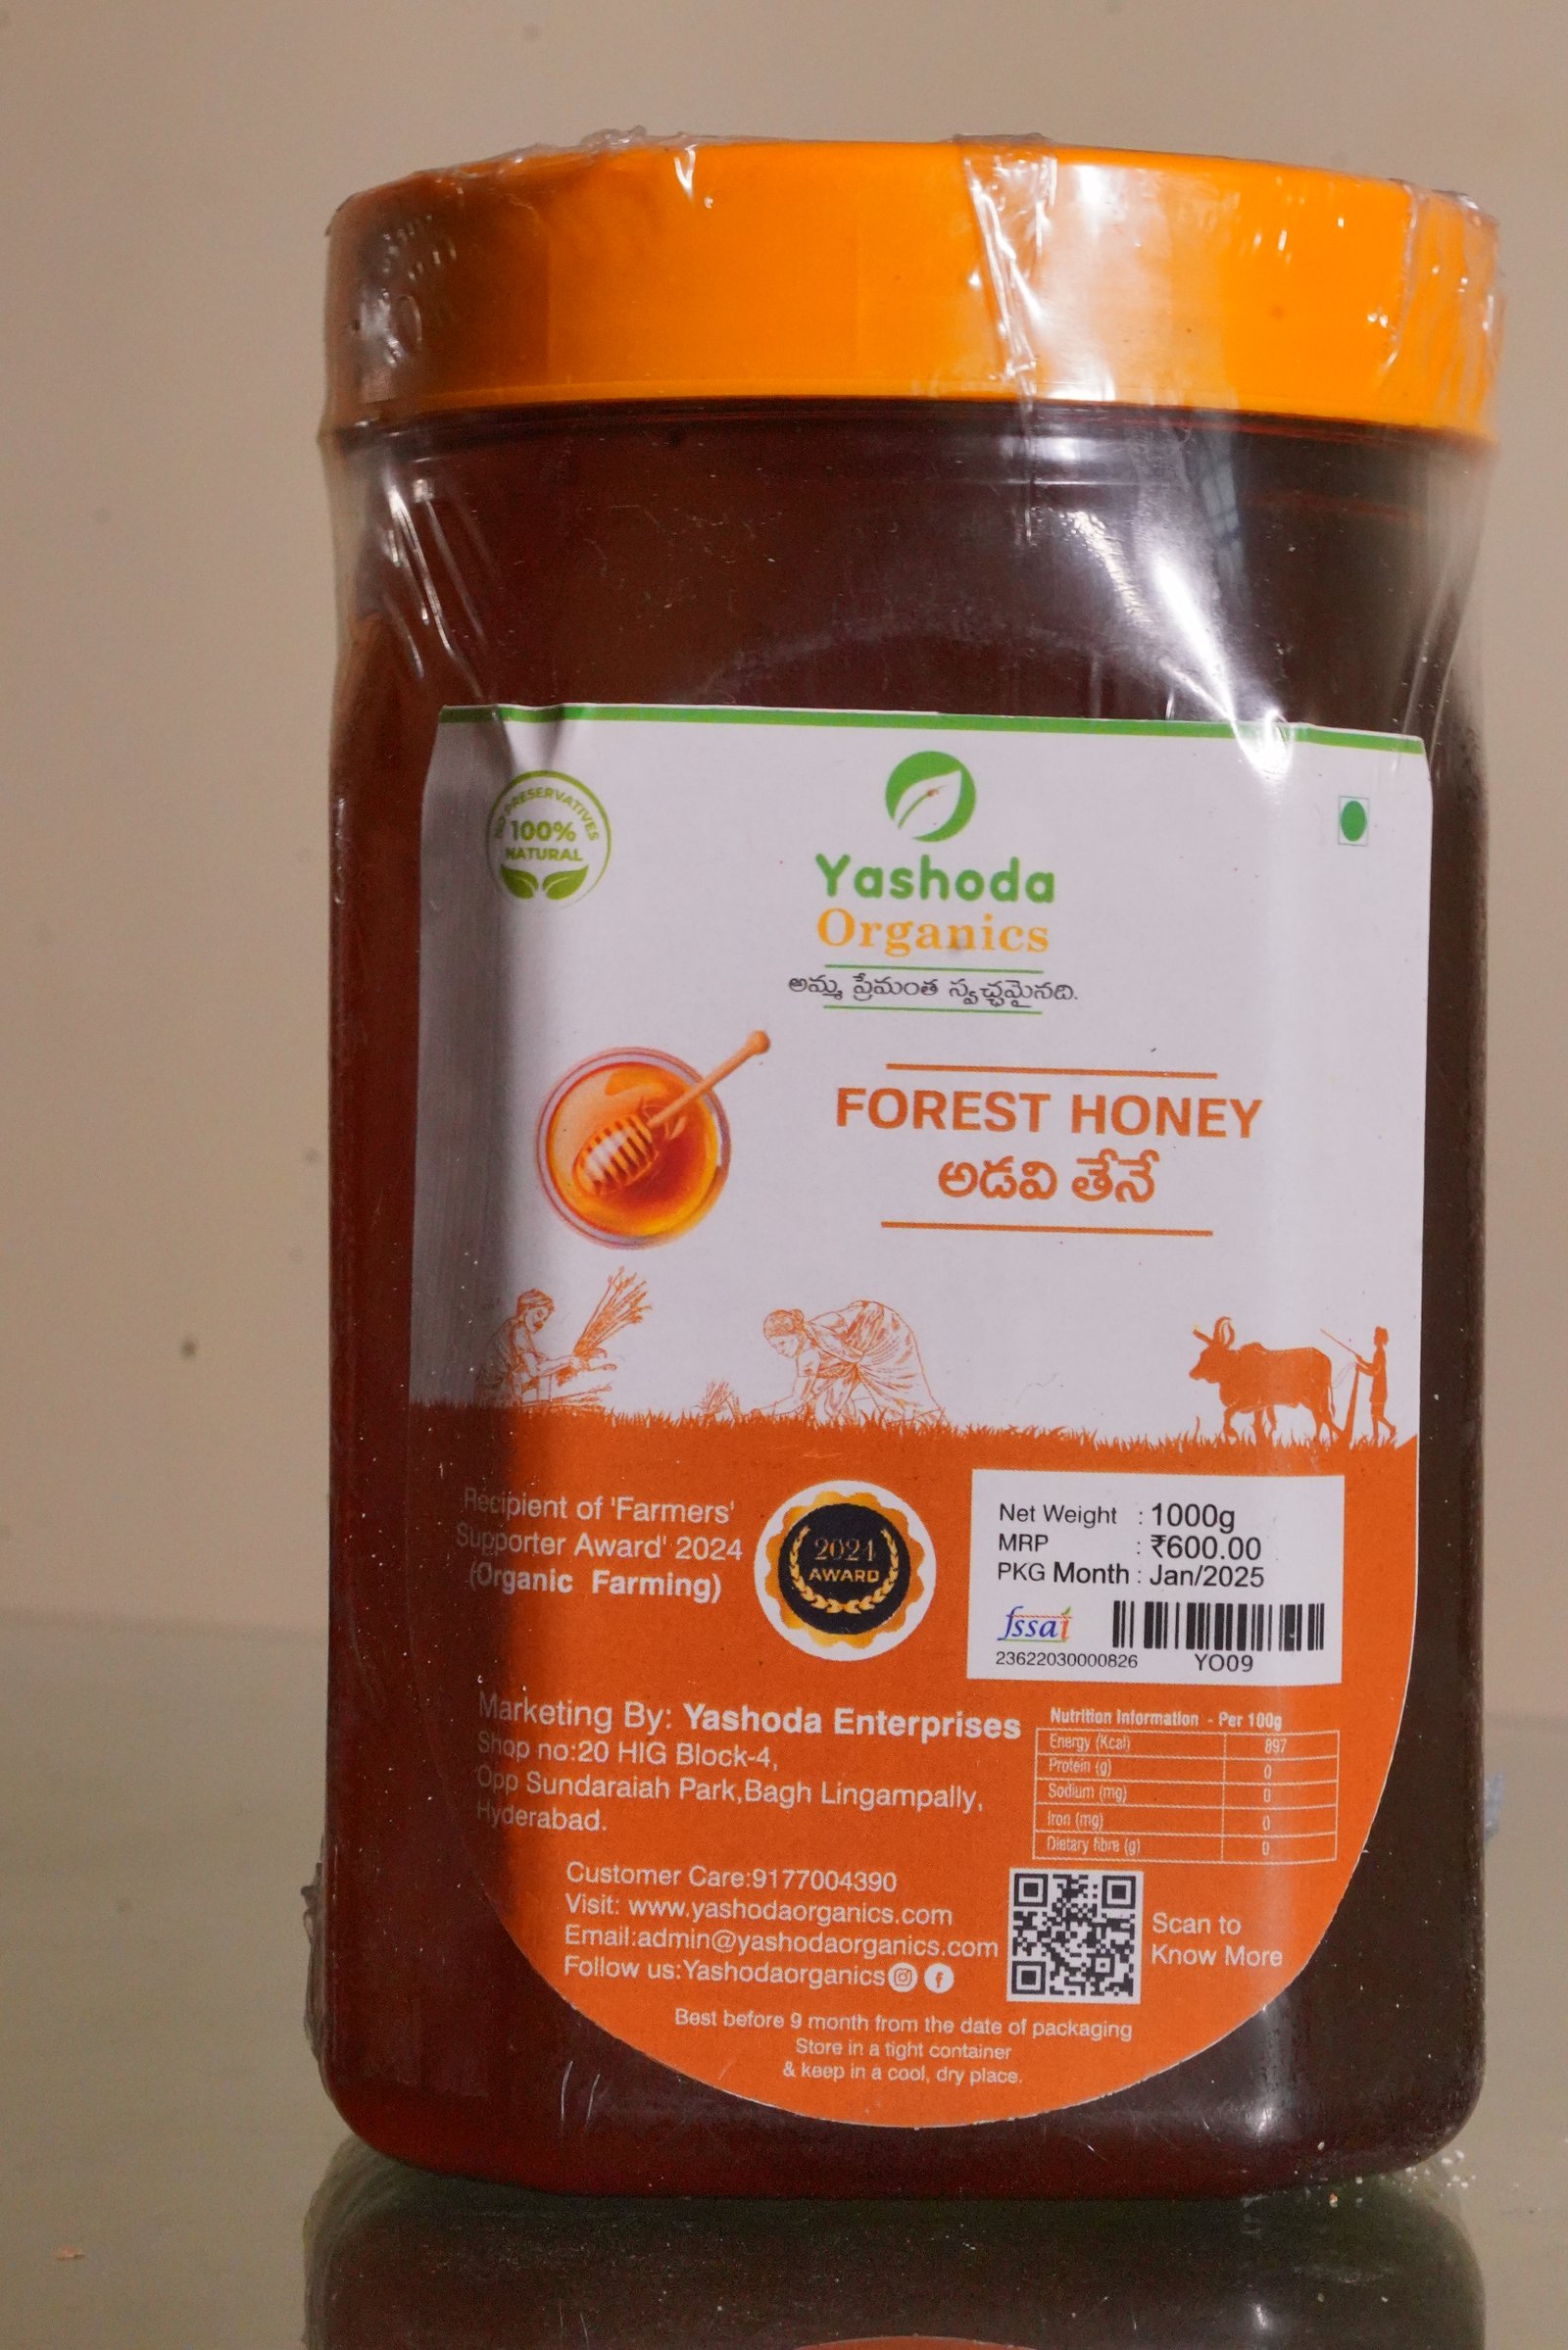 NO PRESERVATIVES
100%
NATURAL
Yashoda
Organics
అమ్మ ప్రేమంత స్వచ్ఛమైనది.
FOREST HONEY
అడవి తేనే
Recipient of 'Farmers'
Supporter Award' 2024
(Organic Farming)
2024
AWARD
Net Weight : 1000g
MRP : ₹600.00
PKG Month : Jan/2025
fssai
23622030000826
YO09
Marketing By: Yashoda Enterprises
Shop no:20 HIG Block-4,
Opp Sundaraiah Park,Bagh Lingampally,
Hyderabad.
Nutrition Information - Per 100g
Energy (Kcal) 897
Protein (g) 0
Sodium (mg) 0
Iron (mg) 0
Dietary fibre (g) 0
Customer Care:9177004390
Visit: www.yashodaorganics.com
Email:admin@yashodaorganics.com
Follow us:Yashodaorganics
Scan to
Know More
Best before 9 month from the date of packaging
Store in a tight container
& keep in a cool, dry place.